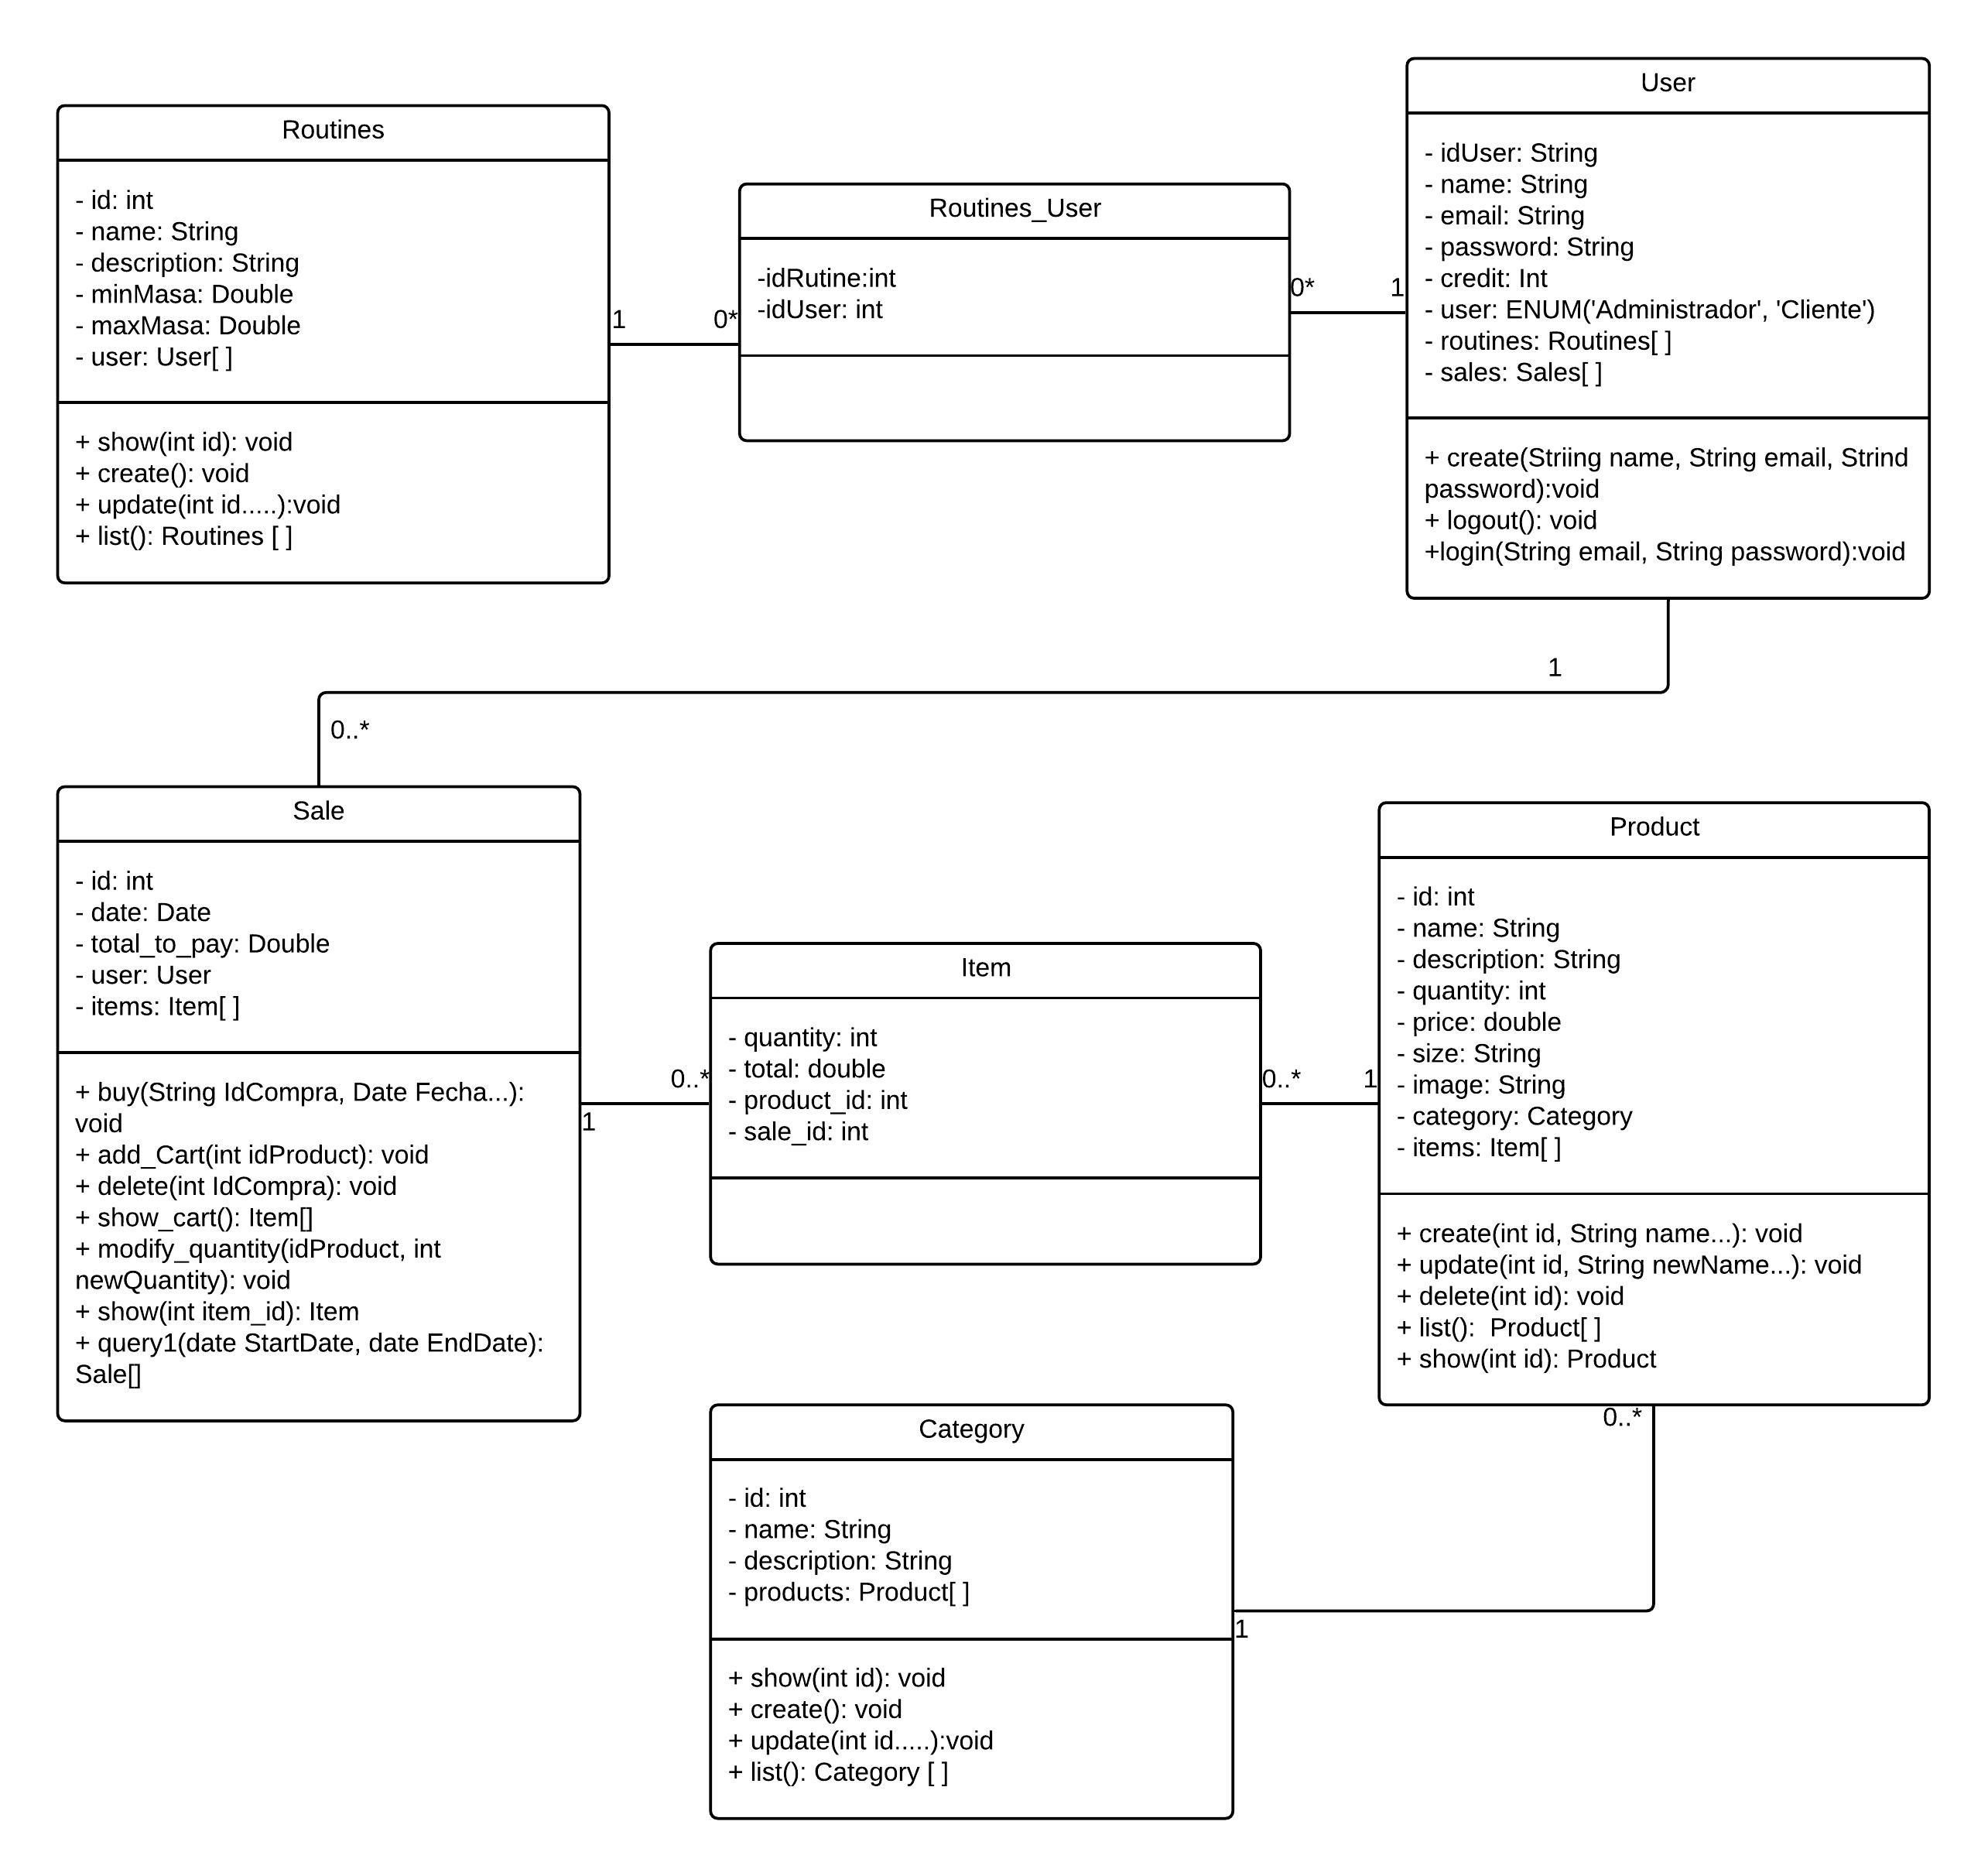 Routines
- id: int
- name: String
- description: String
- minMasa: Double
- maxMasa: Double
- user: User[ ]
+ show(int id): void
+ create(): void
+ update(int id.....):void
+ list(): Routines [ ]
1
0*
Routines_User
-idRutine:int
-idUser: int
0*
1
User
- idUser: String
- name: String
- email: String
- password: String
- credit: Int
- user: ENUM('Administrador', 'Cliente')
- routines: Routines[ ]
- sales: Sales[ ]
+ create(Striing name, String email, Strind
password):void
+ logout(): void
+login(String email, String password):void
1
0..*
Sale
- id: int
- date: Date
- total_to_pay: Double
- user: User
- items: Item[ ]
+ buy(String IdCompra, Date Fecha...):
void
+ add_Cart(int idProduct): void
+ delete(int IdCompra): void
+ show_cart(): Item[]
+ modify_quantity(idProduct, int
newQuantity): void
+ show(int item_id): Item
+ query1(date StartDate, date EndDate):
Sale[]
1
0..*
Item
- quantity: int
- total: double
- product_id: int
- sale_id: int
0..*
1
Product
- id: int
- name: String
- description: String
- quantity: int
- price: double
- size: String
- image: String
- category: Category
- items: Item[ ]
+ create(int id, String name...): void
+ update(int id, String newName...): void
+ delete(int id): void
+ list():  Product[ ]
+ show(int id): Product
0..*
Category
- id: int
- name: String
- description: String
- products: Product[ ]
+ show(int id): void
+ create(): void
+ update(int id.....):void
+ list(): Category [ ]
1